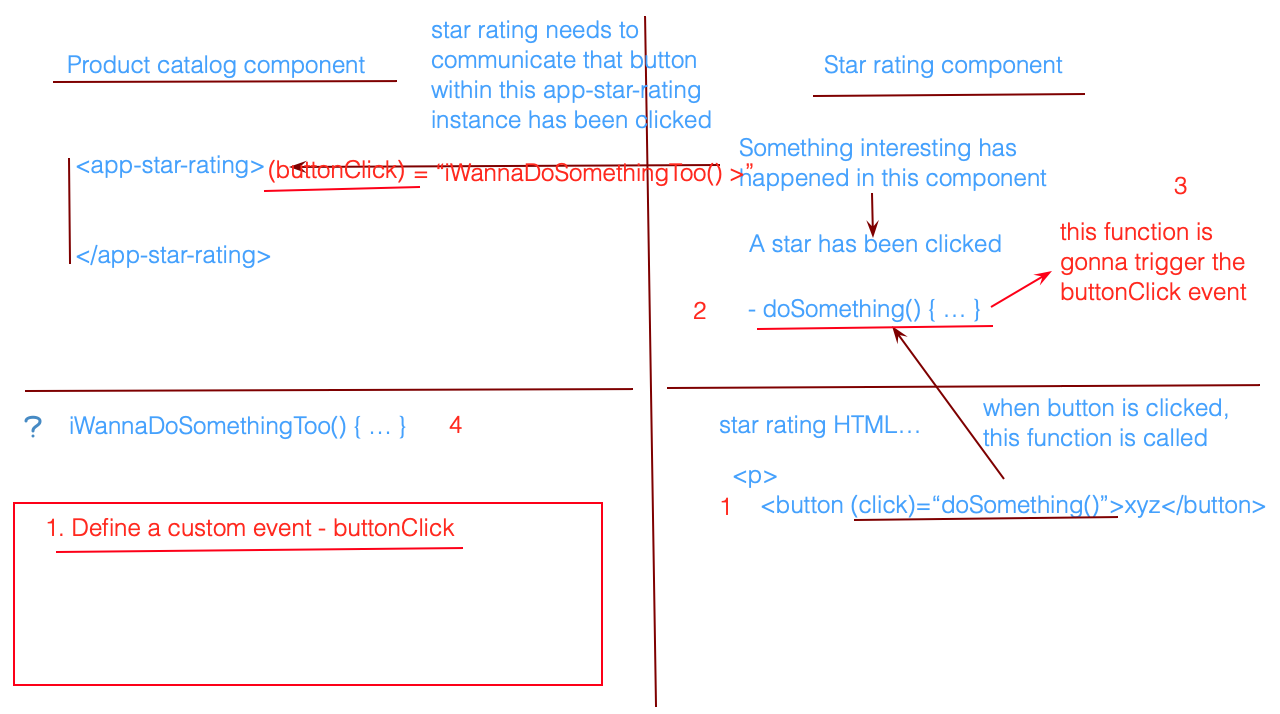 Product catalog component
star rating needs to
communicate that button
within this app-star-rating
instance has been clicked
<app-star-rating>(buttonClick) = “iWannaDoSomethingToo() >”
</app-star-rating>
Star rating component
Something interesting has
happened in this component
A star has been clicked
2 - doSomething() { … }
3
this function is
gonna trigger the
buttonClick event
? iWannaDoSomethingToo() { … } 4
1. Define a custom event - buttonClick
star rating HTML…
when button is clicked,
this function is called
<p>
1 <button (click)=“doSomething()”>xyz</button>